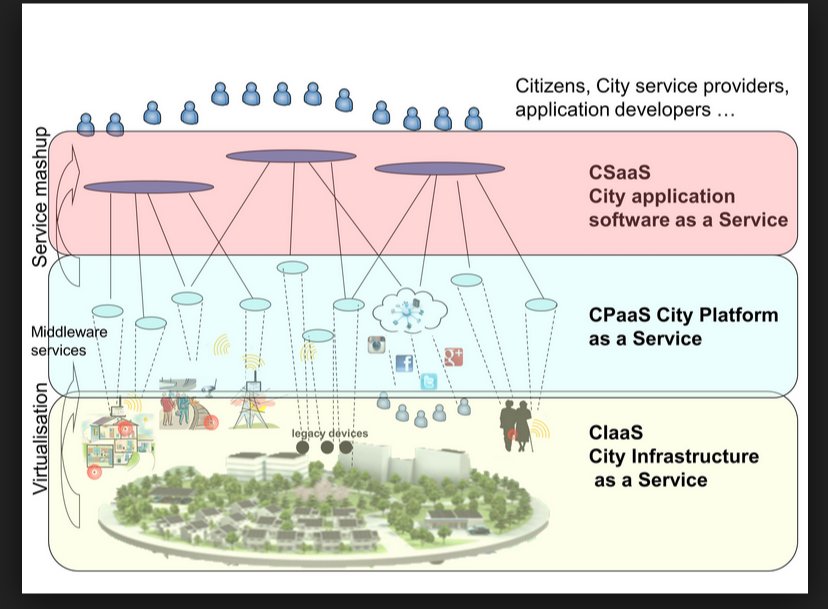 Citizens, City service providers,
application developers …
Service mashup
CSaaS
City application
software as a Service
CPaaS City Platform
as a Service
Middleware
services
g+
legacy devices
Virtualisation
CIaaS
City Infrastructure
as a Service